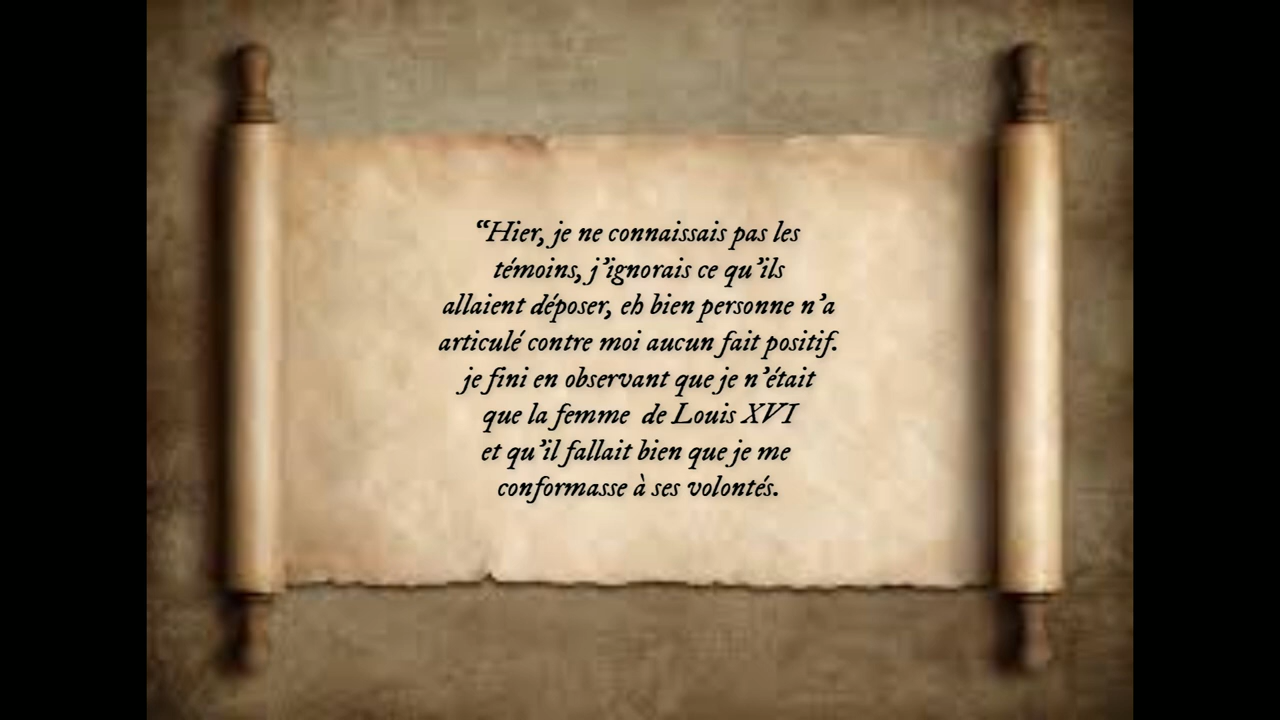 “Hier, je ne connaissais pas les
témoins, j’ignorais ce qu’ils
allaient déposer, eh bien personne n’a
articulé contre moi aucun fait positif.
je fini en observant que je n’était
que la femme  de Louis XVI
et qu’il fallait bien que je me
conformasse à ses volontés.